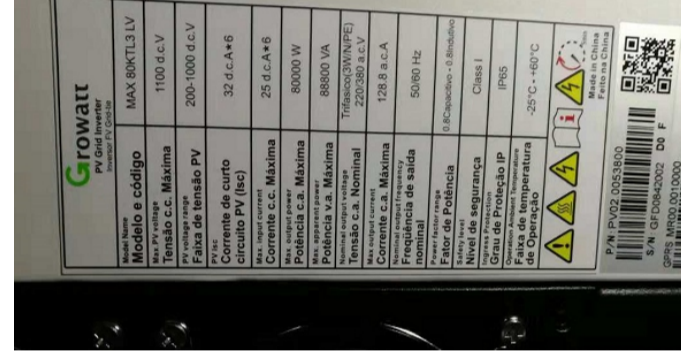 Growatt
PV Grid Inverter
Inversor FV Grid-tie
Model Name
Modelo e código
MAX 80KTL3 LV
Max. PV voltage
Tensão c.c. Máxima
1100 d.c.V
PV voltage range
Faixa de tensão PV
200-1000 d.c.V
PV Isc
Corrente de curto
circuito PV (Isc)
32 d.c.A*6
Max. input current
Corrente c.c. Máxima
25 d.c.A*6
Max. output power
Potência c.a. Máxima
80000 W
Max. apparent power
Potência v.a. Máxima
88800 VA
Nominal output voltage
Tensão c.a. Nominal
Trifasico(3W/N/PE)
220/380 a.c.V
Max output current
Corrente c.a. Máxima
128.8 a.c.A
Nominal output frequency
Freqüência de saida
nominal
50/60 Hz
Power factor range
Fator de Potência
0.8Capacitivo - 0.8Indutivo
Safety level
Nivel de segurança
Class I
Ingress Protection
Grau de Proteção IP
IP65
Operation Ambient Temperature
Faixa de temperatura
de Operação
-25°C - +60°C
Made in China
Feito na China
P/N: PV02.0053800
S/N: GFD0842002 D0 F
GPRS MR00.0010000